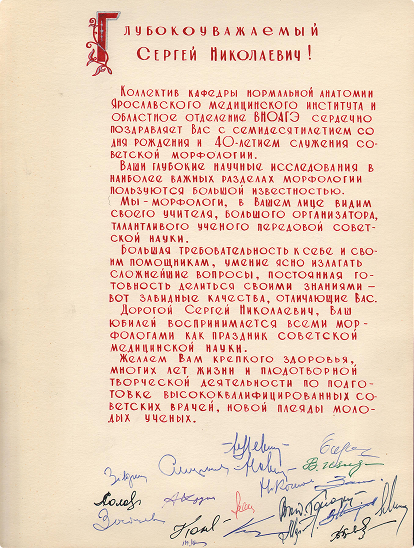 Глубокоуважаемый
Сергей Николаевич!
Коллектив кафедры нормальной анатомии
Ярославского медицинского института и
областное отделение ВНОАГЭ сердечно
поздравляет Вас с семидесятилетием со
дня рождения и 40-летием служения со-
ветской морфологии.
Ваши глубокие научные исследования в
наиболее важных разделах морфологии
пользуются большой известностью.
Мы - морфологи, в Вашем лице видим
своего учителя, большого организатора,
талантливого ученого передовой совет-
ской науки.
Большая требовательность к себе и сво-
им помощникам, умение ясно излагать
сложнейшие вопросы, постоянная го-
товность делиться своими знаниями -
вот завидные качества, отличающие Вас.
Дорогой Сергей Николаевич, Ваш
юбилей воспринимается всеми мор-
фологами как праздник советской
медицинской науки.
Желаем Вам крепкого здоровья,
многих лет жизни и плодотворной
творческой деятельности по подго-
товке высококвалифицированных со-
ветских врачей, новой плеяды моло-
дых ученых.